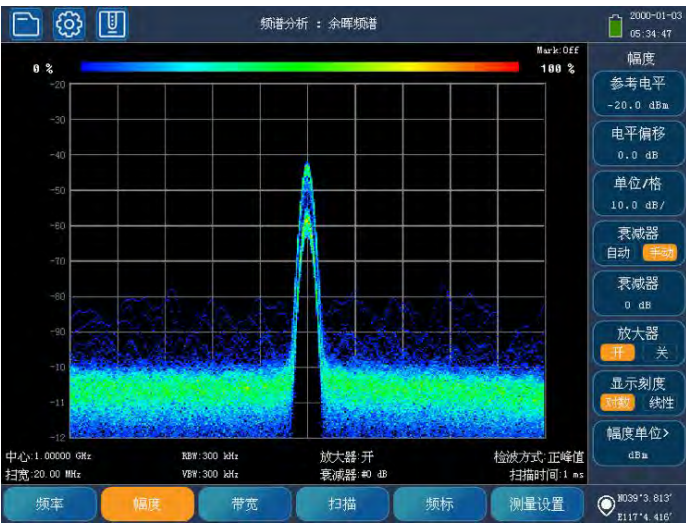 频谱分析 : 余晖频谱
2000-01-03
05:34:47
Mark:Off
0 %
100 %
-20
-30
-40
-50
-60
-70
-80
-90
-10
-11
-12
中心:1.00000 GHz
RBW:300 kHz
放大器:开
检波方式:正峰值
扫宽:20.00 MHz
VBW:300 kHz
衰减器:#0 dB
扫描时间:1 ms
幅度
参考电平
-20.0 dBm
电平偏移
0.0 dB
单位/格
10.0 dB/
衰减器
自动 手动
衰减器
0 dB
放大器
开 关
显示刻度
对数 线性
幅度单位>
dBm
频率
幅度
带宽
扫描
频标
测量设置
N039°3.813'
E117°4.416'